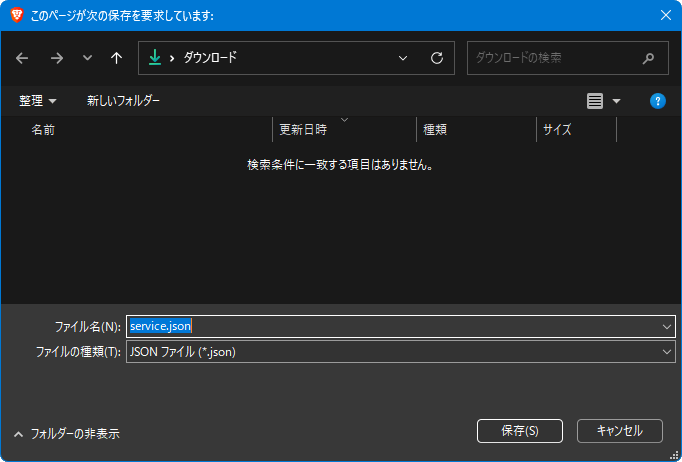 このページが次の保存を要求しています:
ダウンロード
ダウンロードの検索
整理
新しいフォルダー
?
名前
更新日時
種類
サイズ
検索条件に一致する項目はありません。
ファイル名(N):
service.json
ファイルの種類(T):
JSON ファイル (*.json)
フォルダーの非表示
保存(S)
キャンセル